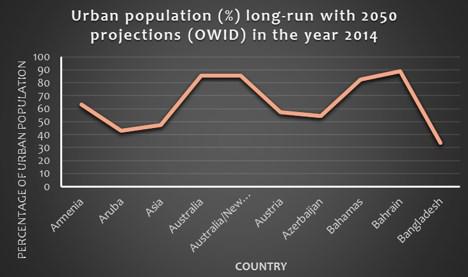 Urban population (%) long-run with 2050
projections (OWID) in the year 2014
PERCENTAGE OF URBAN POPULATION
100
90
80
70
60
50
40
30
20
10
0
Armenia
Aruba
Asia
Australia
Australia/New...
Austria
Azerbaijan
Bahamas
Bahrain
Bangladesh
COUNTRY